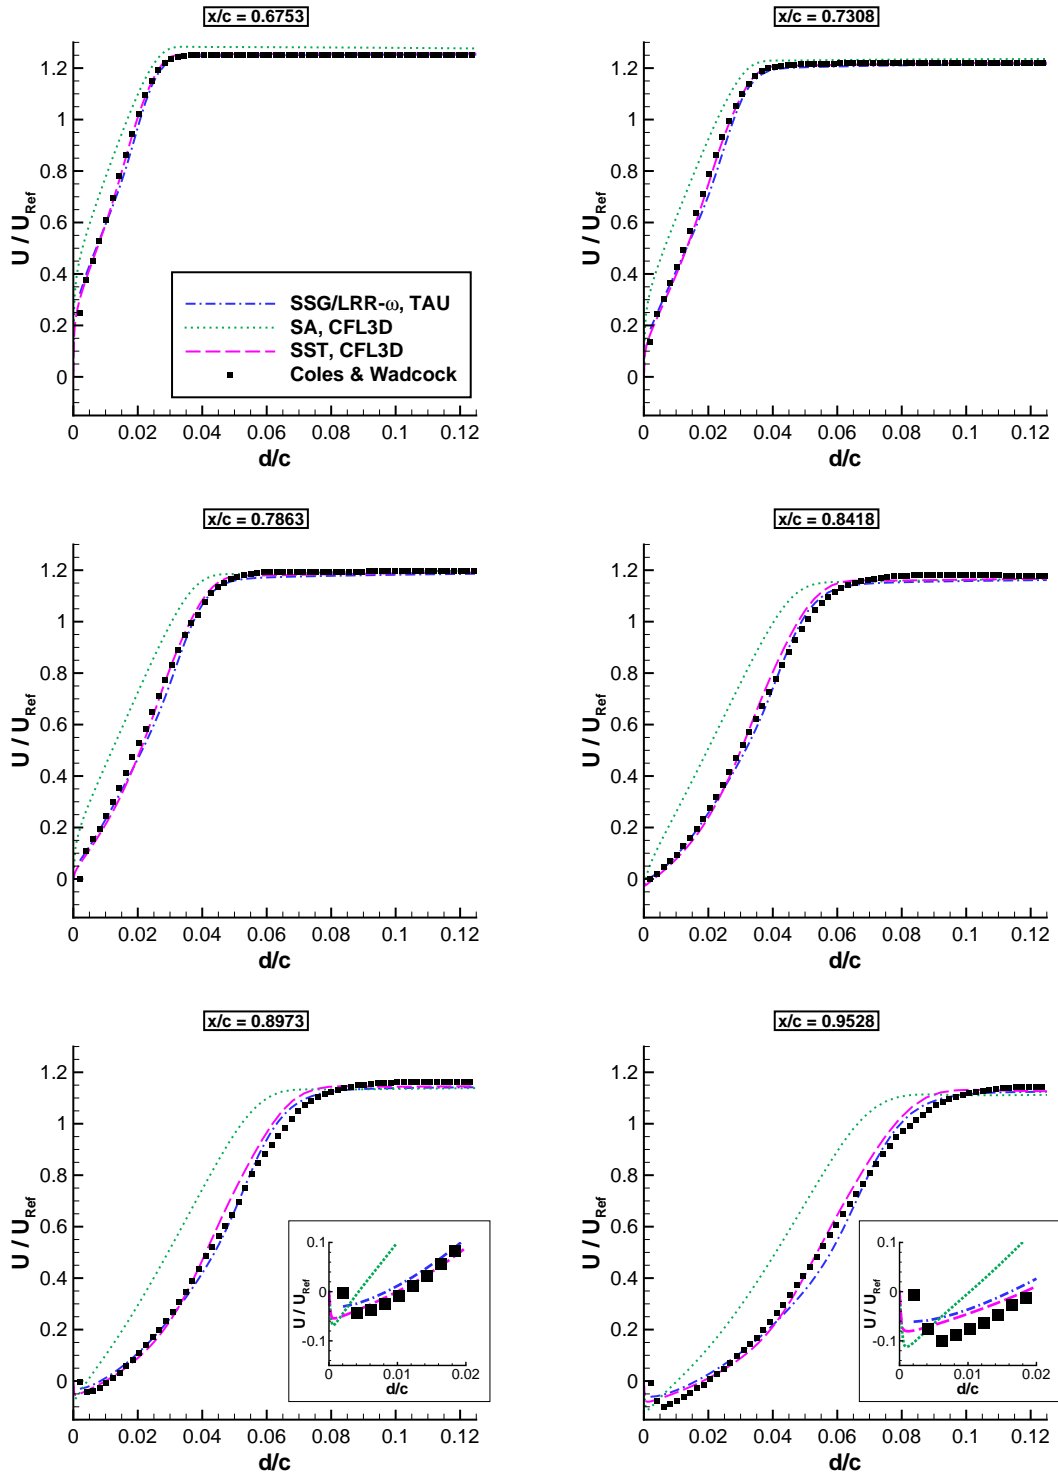 x/c = 0.6753
U / U_Ref
1.2
1
0.8
0.6
0.4
0.2
0
SSG/LRR-ω, TAU
SA, CFL3D
SST, CFL3D
Coles & Wadcock
0 0.02 0.04 0.06 0.08 0.1 0.12
d/c
x/c = 0.7308
U / U_Ref
1.2
1
0.8
0.6
0.4
0.2
0
0 0.02 0.04 0.06 0.08 0.1 0.12
d/c
x/c = 0.7863
U / U_Ref
1.2
1
0.8
0.6
0.4
0.2
0
0 0.02 0.04 0.06 0.08 0.1 0.12
d/c
x/c = 0.8418
U / U_Ref
1.2
1
0.8
0.6
0.4
0.2
0
0 0.02 0.04 0.06 0.08 0.1 0.12
d/c
x/c = 0.8973
U / U_Ref
1.2
1
0.8
0.6
0.4
0.2
0
U / U_Ref
0.1
0
-0.1
0 0.01 0.02
d/c
0 0.02 0.04 0.06 0.08 0.1 0.12
d/c
x/c = 0.9528
U / U_Ref
1.2
1
0.8
0.6
0.4
0.2
0
U / U_Ref
0.1
0
-0.1
0 0.01 0.02
d/c
0 0.02 0.04 0.06 0.08 0.1 0.12
d/c